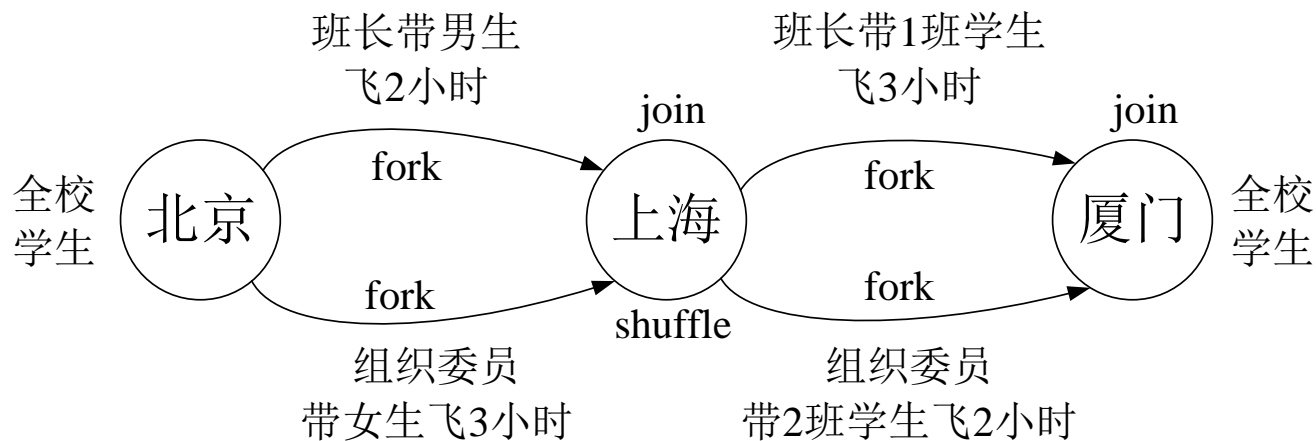 班长带男生
飞2小时
班长带1班学生
飞3小时
join
join
fork
fork
全校
学生
北京
上海
厦门
全校
学生
fork
fork
shuffle
组织委员
带女生飞3小时
组织委员
带2班学生飞2小时